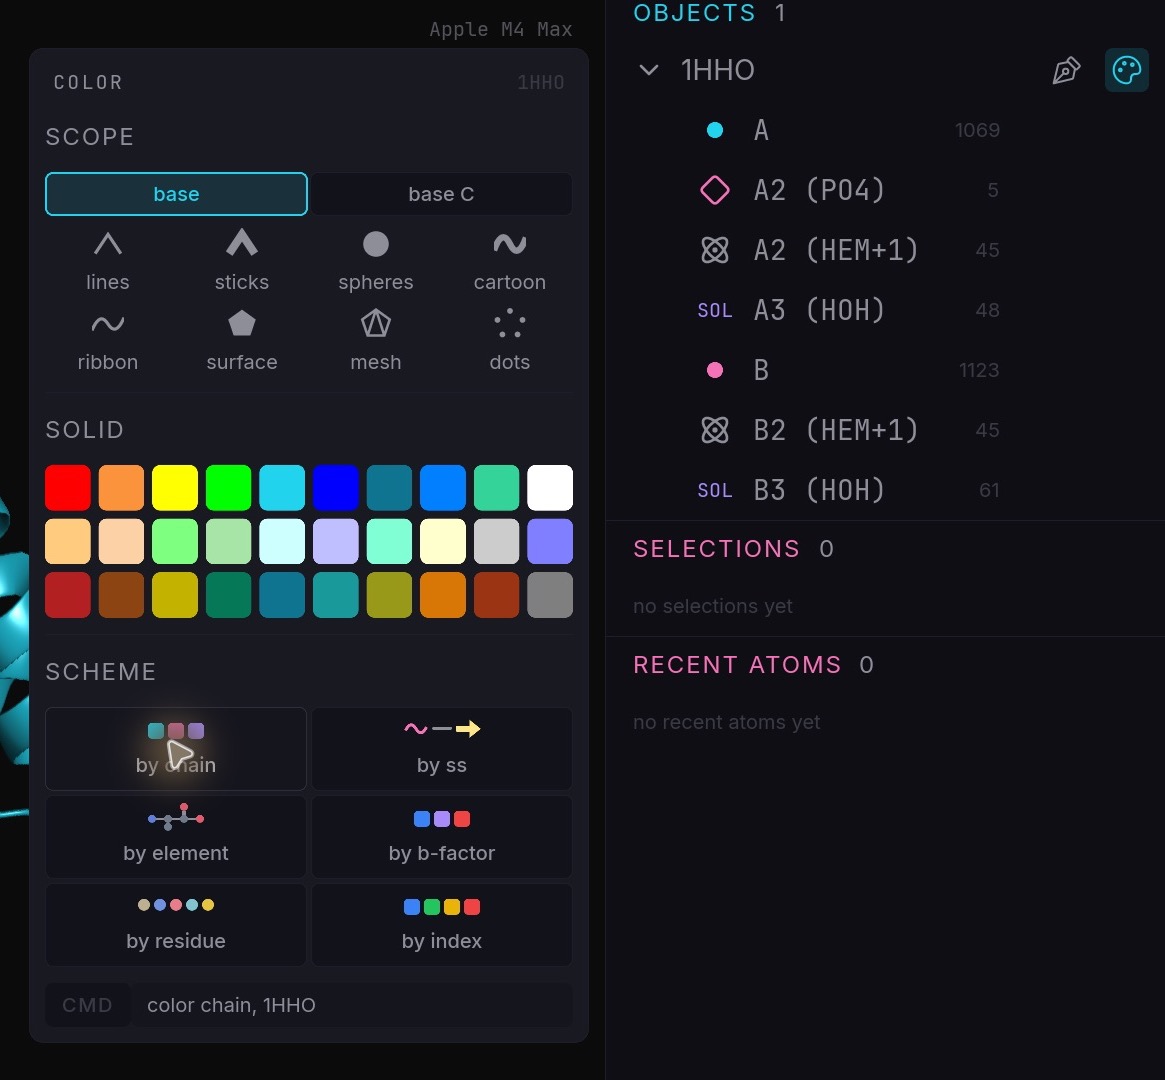 Apple M4 Max
COLOR 1HHO
SCOPE
base base C
lines sticks spheres cartoon
ribbon surface mesh dots
SOLID
SCHEME
by chain by ss
by element by b-factor
by residue by index
CMD color chain, 1HHO
OBJECTS 1
1HHO
A 1069
A2 (PO4) 5
A2 (HEM+1) 45
SOL A3 (HOH) 48
B 1123
B2 (HEM+1) 45
SOL B3 (HOH) 61
SELECTIONS 0
no selections yet
RECENT ATOMS 0
no recent atoms yet